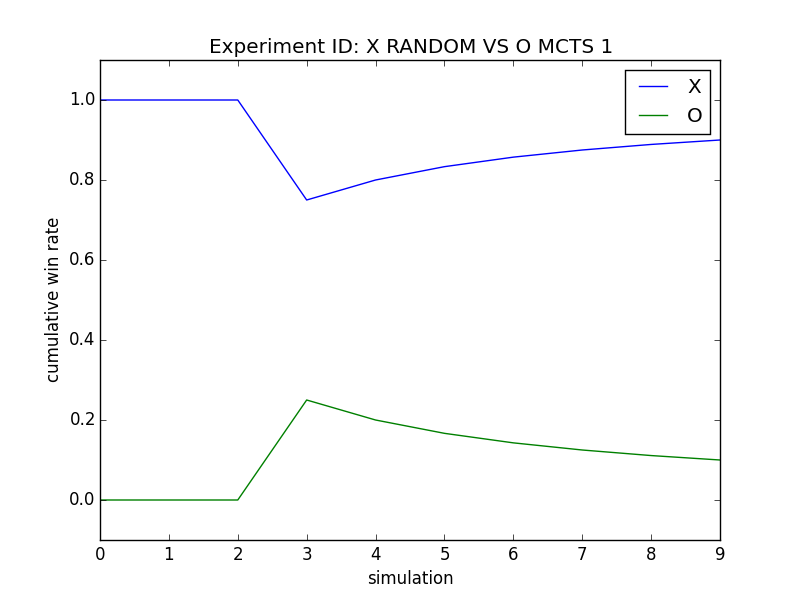 Experiment ID: X RANDOM VS O MCTS 1
X
O
1.0
0.8
0.6
0.4
0.2
0.0
cumulative win rate
0 1 2 3 4 5 6 7 8 9
simulation